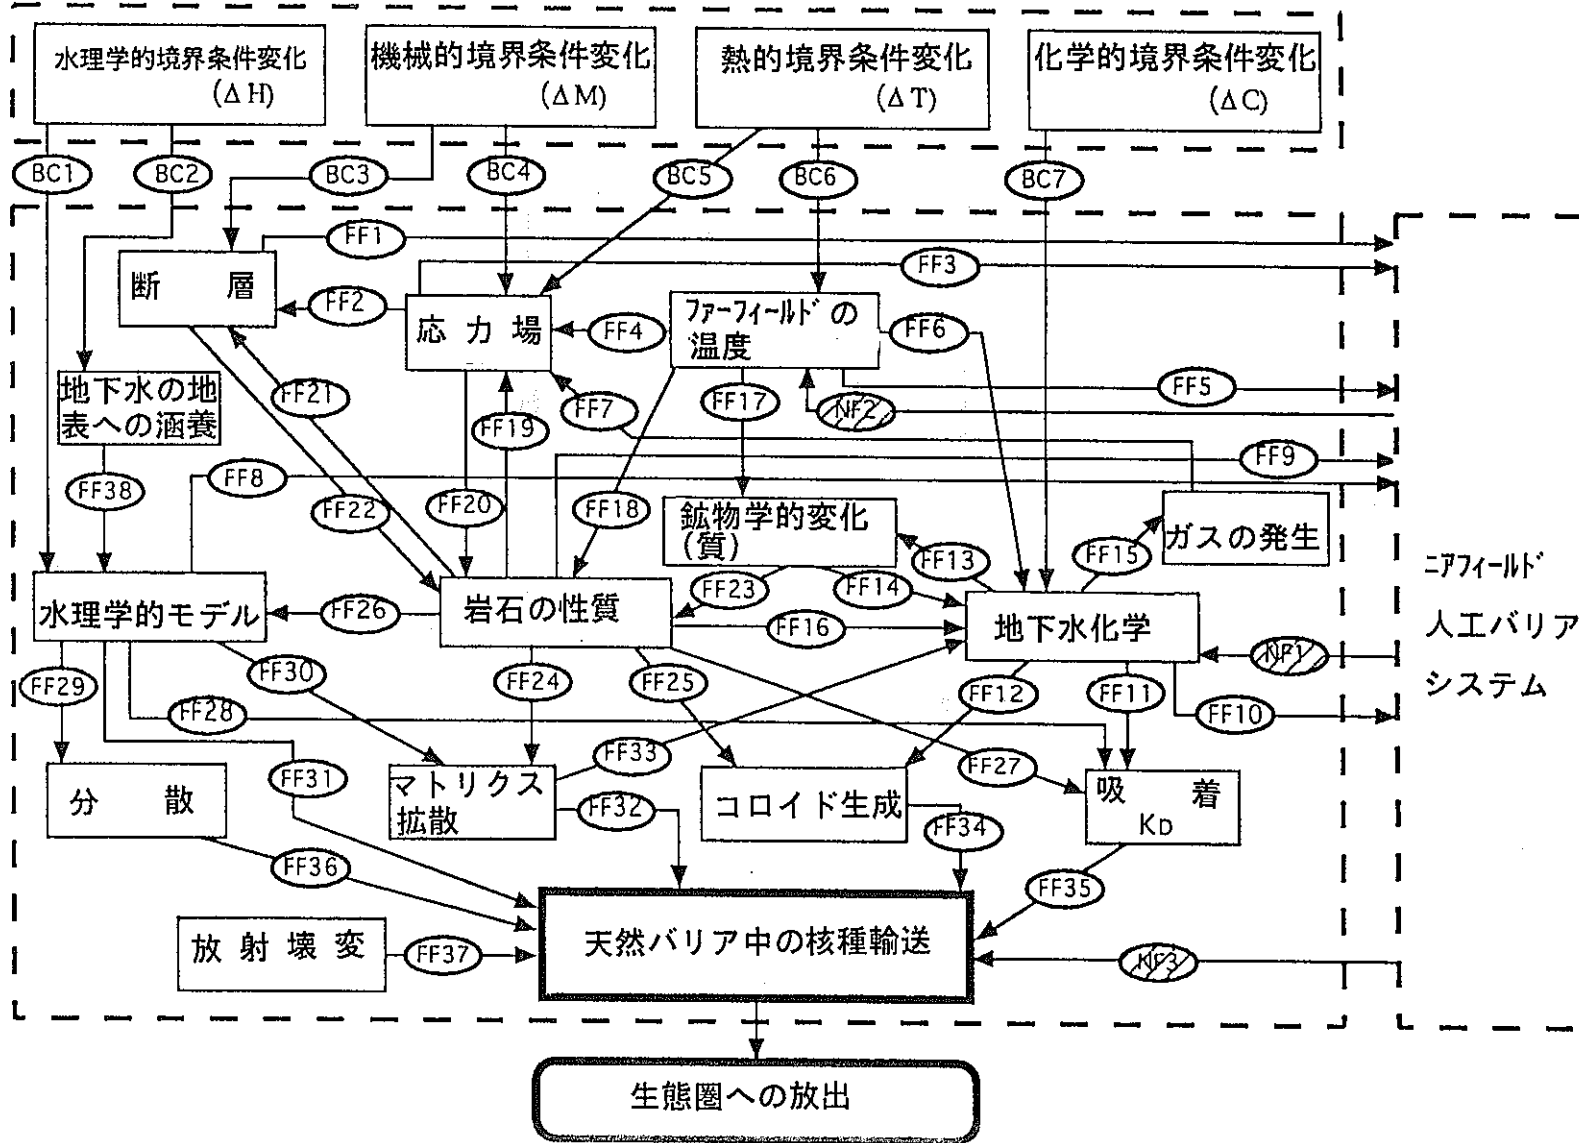 水理学的境界条件変化
(ΔH)
機械的境界条件変化
(ΔM)
熱的境界条件変化
(ΔT)
化学的境界条件変化
(ΔC)
BC1
BC2
BC3
BC4
BC5
BC6
BC7
FF1
FF3
断 層
FF2
応 力 場
FF4
ファーフィールドの
温度
FF6
FF5
地下水の地
表への涵養
FF21
FF7
FF17
NF2
FF19
FF9
FF38
FF8
FF22
FF20
FF18
鉱物学的変化
(質)
FF13
FF15
ガスの発生
水理学的モデル
FF26
岩石の性質
FF23
FF14
FF16
地下水化学
NF1
ニアフィールド
人工バリア
システム
FF29
FF30
FF28
FF24
FF25
FF12
FF11
FF10
FF33
FF31
FF27
分 散
マトリクス
拡散
FF32
コロイド生成
FF34
吸 着
KD
FF36
FF35
放 射 壊 変
FF37
天然バリア中の核種輸送
NF3
生態圏への放出